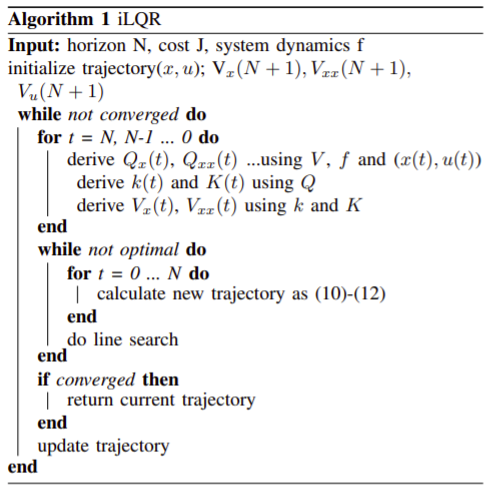 Algorithm 1 iLQR
Input: horizon N, cost J, system dynamics f
initialize trajectory(x, u); V_x(N + 1), V_{xx}(N + 1),
V_u(N + 1)
while not converged do
for t = N, N-1 ... 0 do
derive Q_x(t), Q_{xx}(t) ...using V, f and (x(t), u(t))
derive k(t) and K(t) using Q
derive V_x(t), V_{xx}(t) using k and K
end
while not optimal do
for t = 0 ... N do
calculate new trajectory as (10)-(12)
end
do line search
end
if converged then
return current trajectory
end
update trajectory
end